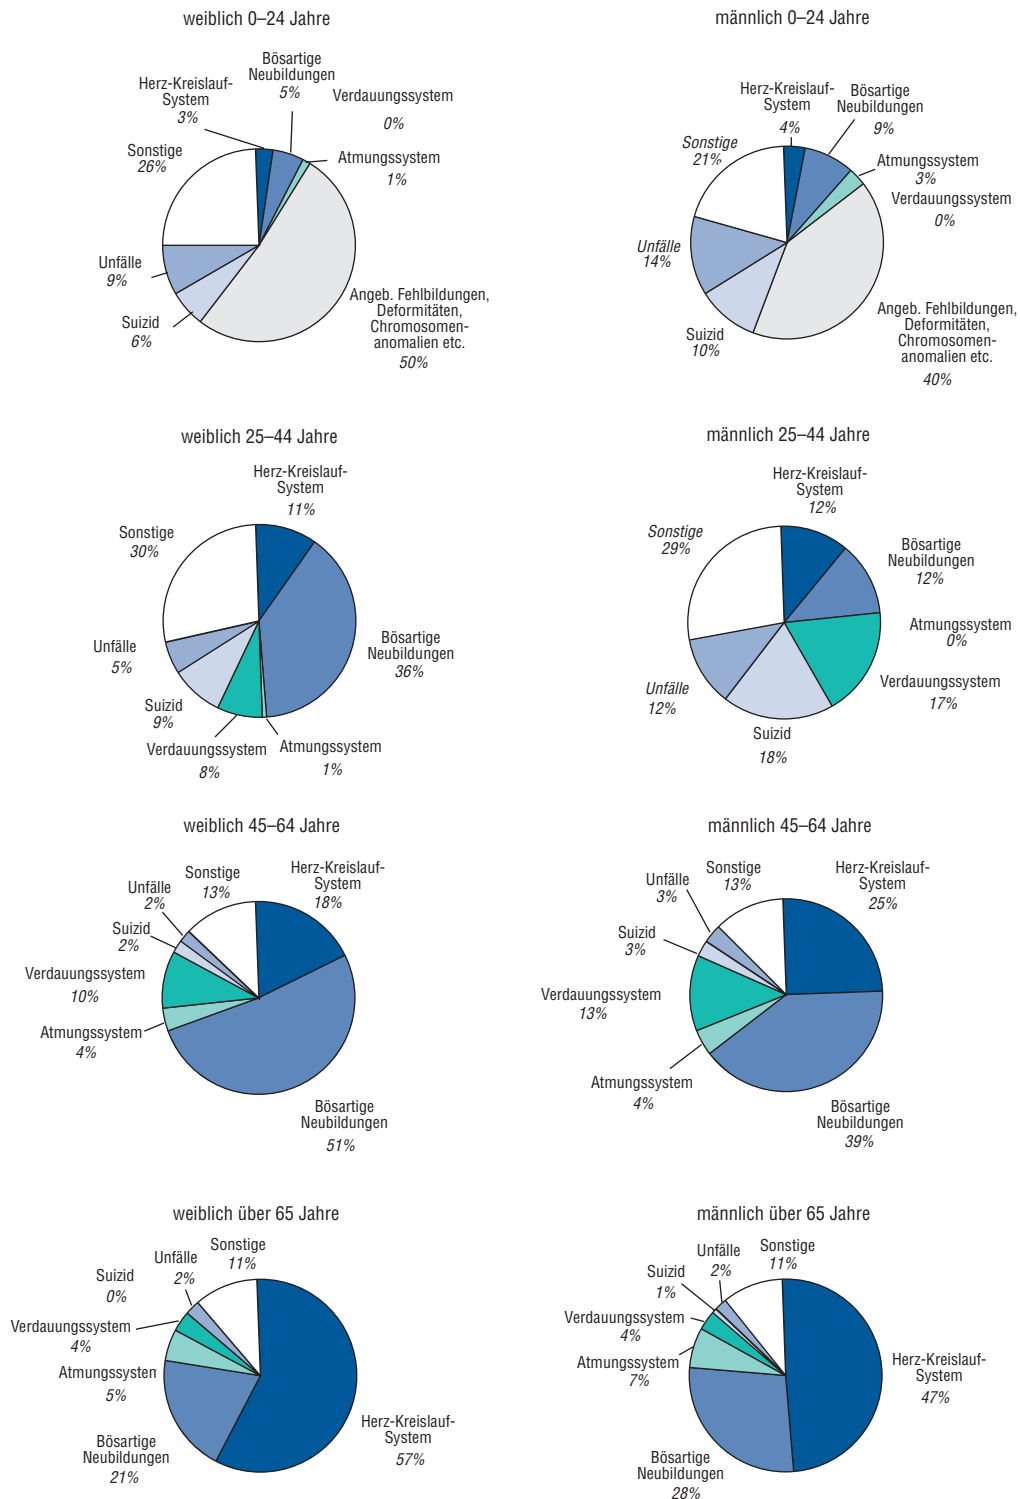 weiblich 0–24 Jahre
Bösartige
Neubildungen
5%
Herz-Kreislauf-
System
3%
Verdauungssystem
0%
Sonstige
26%
Atmungssystem
1%
Unfälle
9%
Suizid
6%
Angeb. Fehlbildungen,
Deformitäten,
Chromosomen-
anomalien etc.
50%
männlich 0–24 Jahre
Herz-Kreislauf-
System
4%
Bösartige
Neubildungen
9%
Sonstige
21%
Atmungssystem
3%
Verdauungssystem
0%
Unfälle
14%
Suizid
10%
Angeb. Fehlbildungen,
Deformitäten,
Chromosomen-
anomalien etc.
40%
weiblich 25–44 Jahre
Herz-Kreislauf-
System
11%
Sonstige
30%
Unfälle
5%
Bösartige
Neubildungen
36%
Suizid
9%
Verdauungssystem
8%
Atmungssystem
1%
männlich 25–44 Jahre
Herz-Kreislauf-
System
12%
Sonstige
29%
Bösartige
Neubildungen
12%
Atmungssystem
0%
Verdauungssystem
17%
Unfälle
12%
Suizid
18%
weiblich 45–64 Jahre
Sonstige
13%
Herz-Kreislauf-
System
18%
Unfälle
2%
Suizid
2%
Verdauungssystem
10%
Atmungssystem
4%
Bösartige
Neubildungen
51%
männlich 45–64 Jahre
Sonstige
13%
Herz-Kreislauf-
System
25%
Unfälle
3%
Suizid
3%
Verdauungssystem
13%
Atmungssystem
4%
Bösartige
Neubildungen
39%
weiblich über 65 Jahre
Sonstige
11%
Unfälle
2%
Suizid
0%
Verdauungssystem
4%
Atmungssysten
5%
Bösartige
Neubildungen
21%
Herz-Kreislauf-
System
57%
männlich über 65 Jahre
Sonstige
11%
Unfälle
2%
Suizid
1%
Verdauungssystem
4%
Atmungssystem
7%
Herz-Kreislauf-
System
47%
Bösartige
Neubildungen
28%